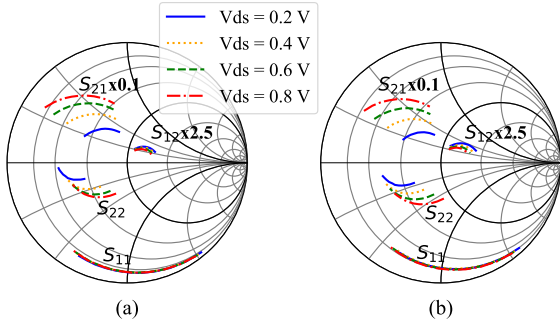 Vds = 0.2 V
Vds = 0.4 V
Vds = 0.6 V
Vds = 0.8 V
S21x0.1
S12x2.5
S22
S11
(a)
S21x0.1
S12x2.5
S22
S11
(b)